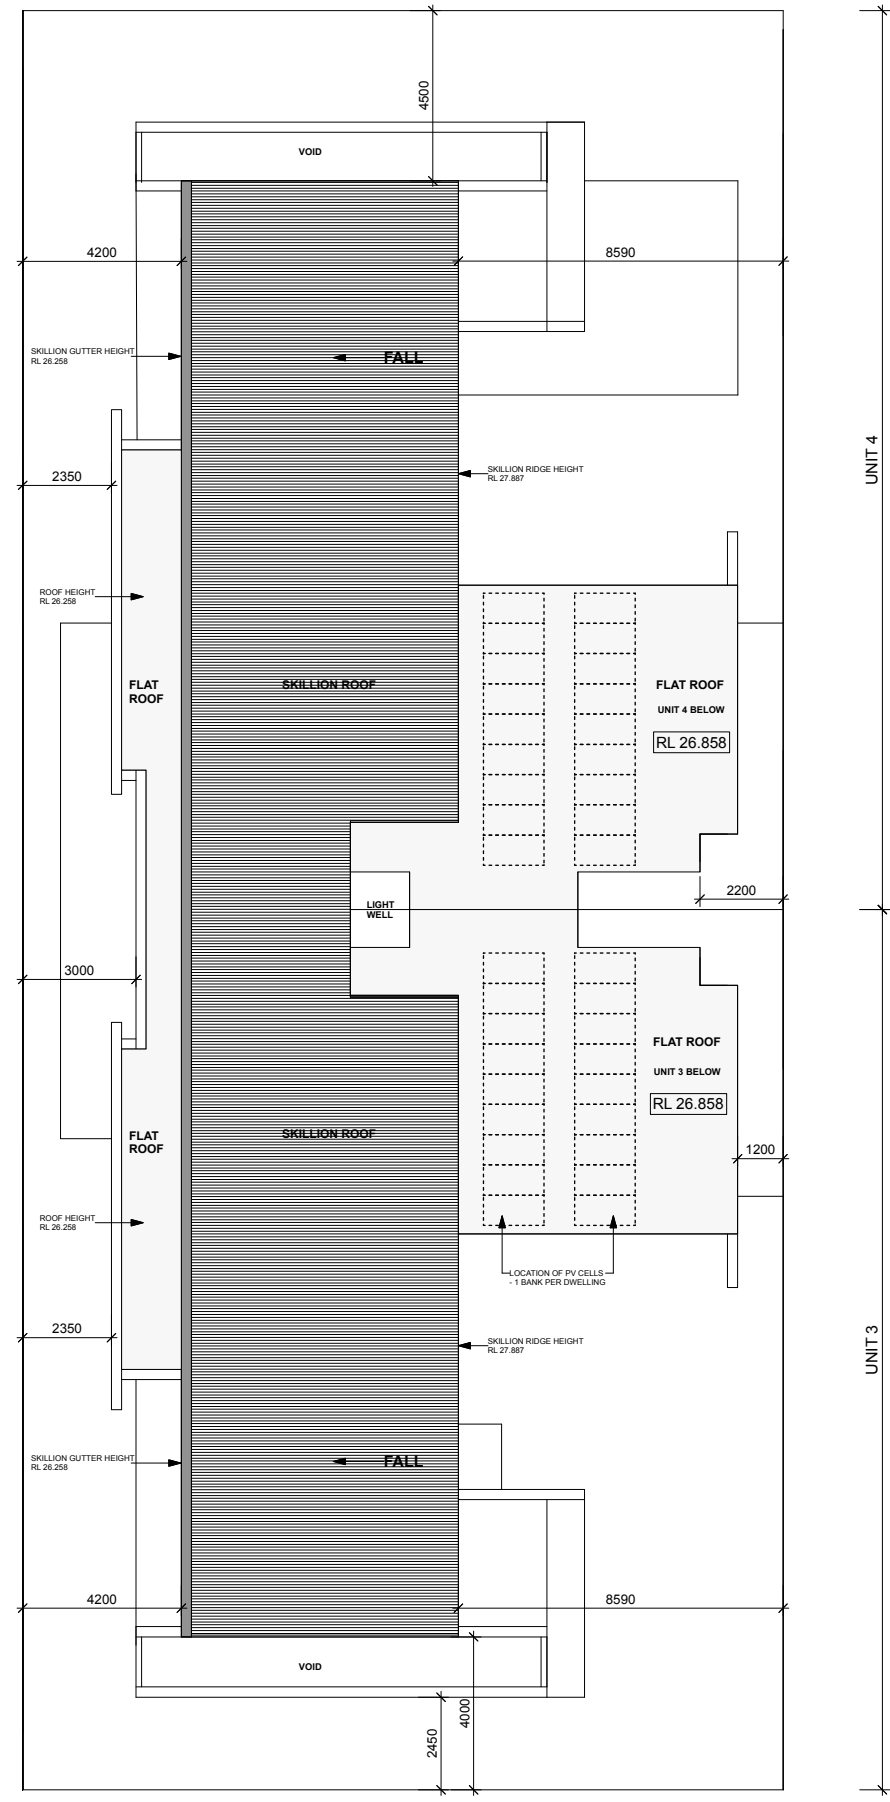 4500
VOID
4200
8590
SKILLION GUTTER HEIGHT
RL 26.258
FALL
UNIT 4
2350
SKILLION RIDGE HEIGHT
RL 27.887
ROOF HEIGHT
RL 26.258
FLAT
ROOF
SKILLION ROOF
FLAT ROOF
UNIT 4 BELOW
RL 26.858
2200
LIGHT
WELL
3000
FLAT ROOF
UNIT 3 BELOW
RL 26.858
FLAT
ROOF
SKILLION ROOF
1200
ROOF HEIGHT
RL 26.258
LOCATION OF PV CELLS
- 1 BANK PER DWELLING
2350
SKILLION RIDGE HEIGHT
RL 27.887
UNIT 3
SKILLION GUTTER HEIGHT
RL 26.258
FALL
4200
8590
VOID
2450
4000